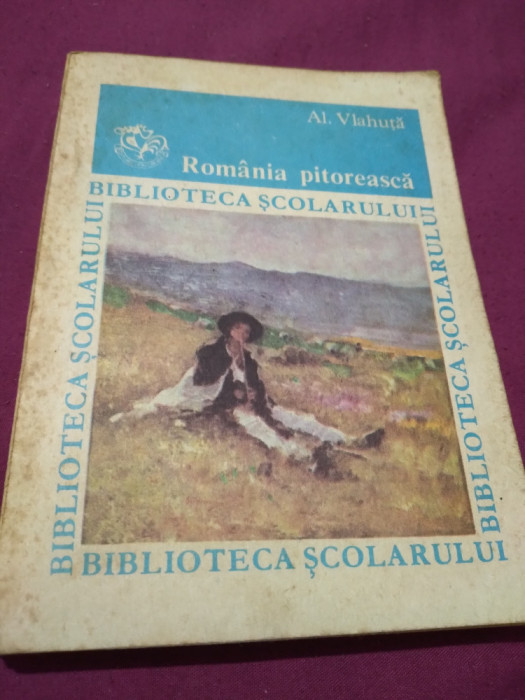 Al. Vlahuță
România pitorească
BIBLIOTECA ȘCOLARULUI
BIBLIOTECA ȘCOLARULUI
BIBLIOTECA ȘCOLARULUI
BIBLIOTECA ȘCOLARULUI